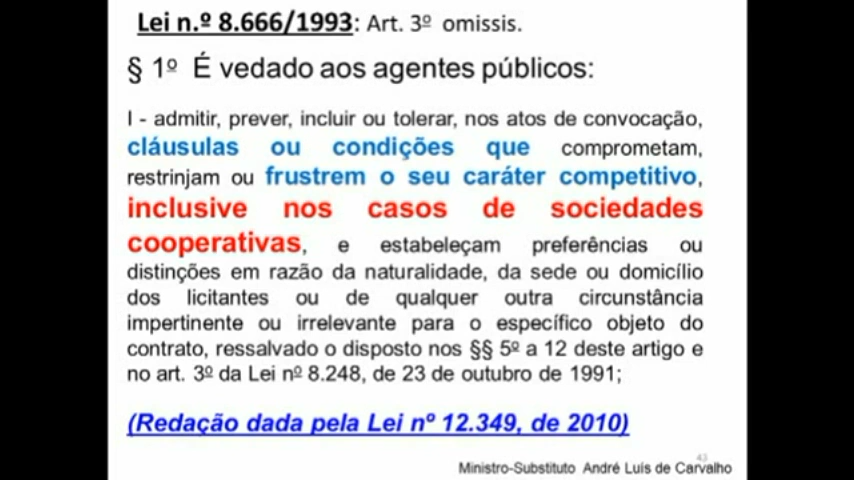 Lei n.º 8.666/1993: Art. 3º omissis.
§ 1º É vedado aos agentes públicos:
I - admitir, prever, incluir ou tolerar, nos atos de convocação,
cláusulas ou condições que comprometam,
restrinjam ou frustrem o seu caráter competitivo,
inclusive nos casos de sociedades
cooperativas, e estabeleçam preferências ou
distinções em razão da naturalidade, da sede ou domicílio
dos licitantes ou de qualquer outra circunstância
impertinente ou irrelevante para o específico objeto do
contrato, ressalvado o disposto nos §§ 5º a 12 deste artigo e
no art. 3º da Lei nº 8.248, de 23 de outubro de 1991;
(Redação dada pela Lei nº 12.349, de 2010)
43
Ministro-Substituto André Luís de Carvalho